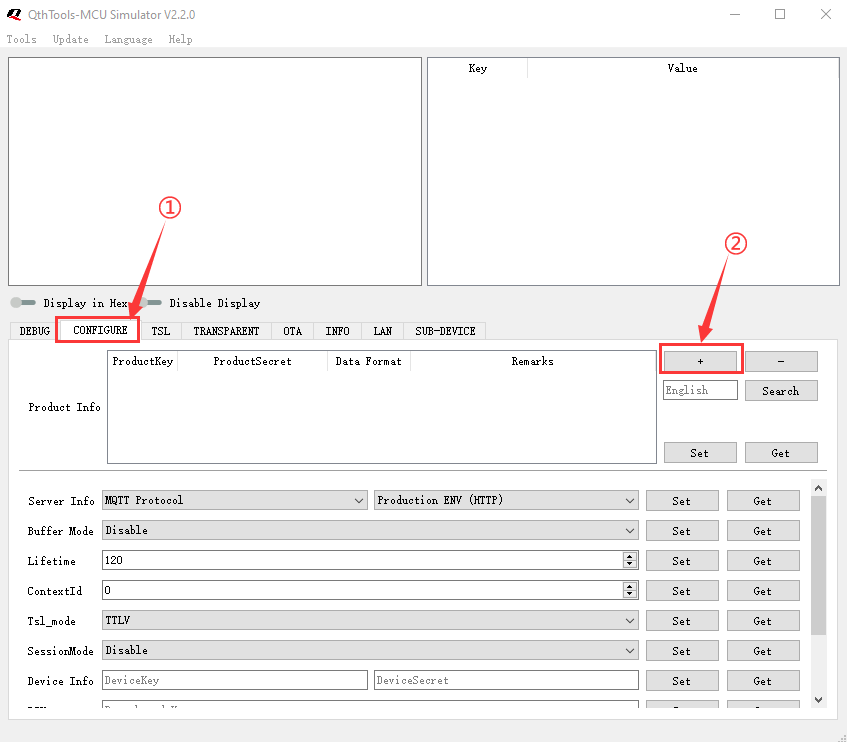 QthTools-MCU Simulator V2.2.0
Tools Update Language Help
Key Value
①
②
Display in Hex Disable Display
DEBUG CONFIGURE TSL TRANSPARENT OTA INFO LAN SUB-DEVICE
ProductKey ProductSecret Data Format Remarks + -
English Search
Product Info
Set Get
Server Info MQTT Protocol Production ENV (HTTP) Set Get
Buffer Mode Disable Set Get
Lifetime 120 Set Get
ContextId 0 Set Get
Tsl_mode TTLV Set Get
SessionMode Disable Set Get
Device Info DeviceKey DeviceSecret Set Get